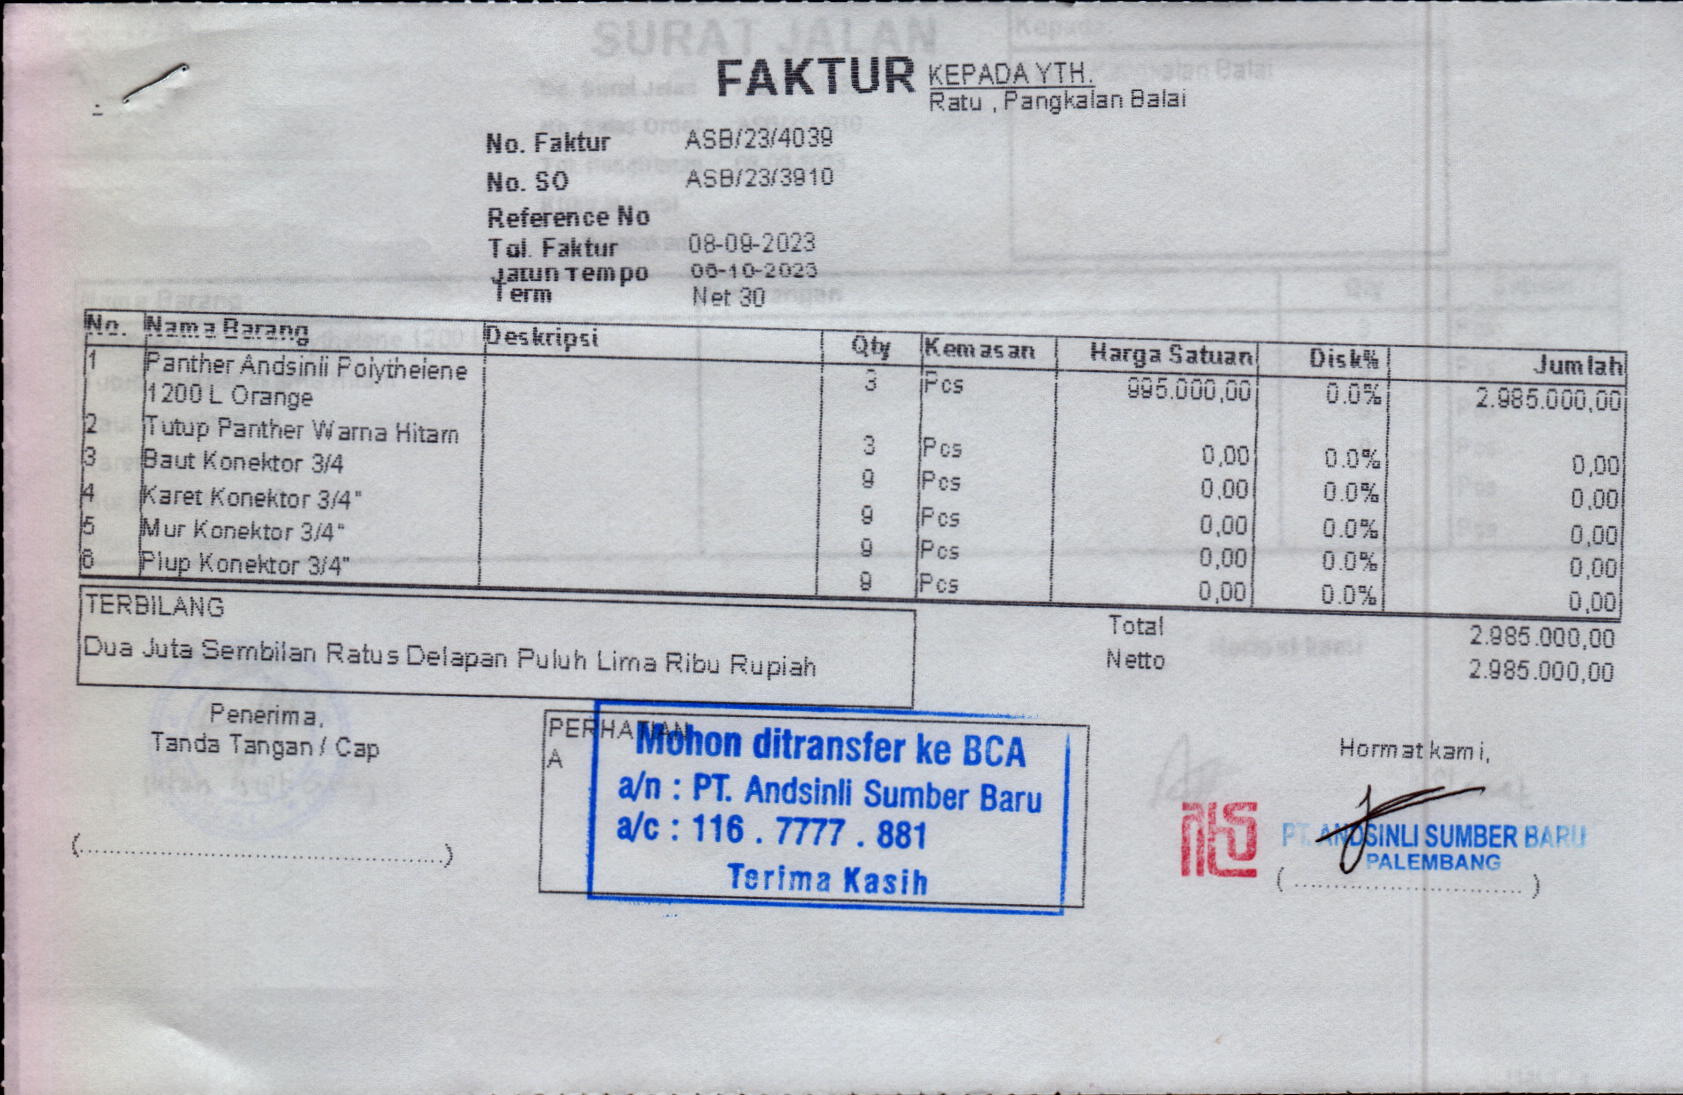 FAKTUR
KEPADA YTH.
Ratu , Pangkalan Balai
No. Faktur ASB/23/4039
No. SO ASB/23/3910
Reference No
Tgl. Faktur 08-09-2023
Jatuh Tempo 08-10-2023
Term Net 30
No. Nama Barang Deskripsi Qty Kemasan Harga Satuan Disk% Jumlah
1 Panther Andsinli Polytheiene 3 Pcs 995.000,00 0.0% 2.985.000,00
1200 L Orange
2 Tutup Panther Warna Hitam 3 Pcs 0,00 0.0% 0,00
3 Baut Konektor 3/4 9 Pcs 0,00 0.0% 0,00
4 Karet Konektor 3/4" 9 Pcs 0,00 0.0% 0,00
5 Mur Konektor 3/4" 9 Pcs 0,00 0.0% 0,00
6 Plup Konektor 3/4" 9 Pcs 0,00 0.0% 0,00
TERBILANG
Dua Juta Sembilan Ratus Delapan Puluh Lima Ribu Rupiah
Total 2.985.000,00
Netto 2.985.000,00
Penerima,
Tanda Tangan / Cap
PERHATIAN
A
Mohon ditransfer ke BCA
a/n : PT. Andsinli Sumber Baru
a/c : 116 . 7777 . 881
Terima Kasih
Hormat kami,
PT. ANDSINLI SUMBER BARU
PALEMBANG
SURAT JALAN
Kepada: